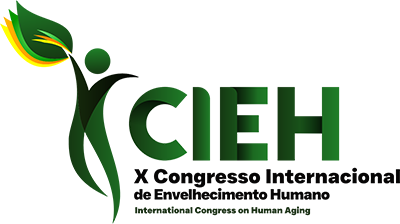 CIEH
X Congresso Internacional
de Envelhecimento Humano
International Congress on Human Aging